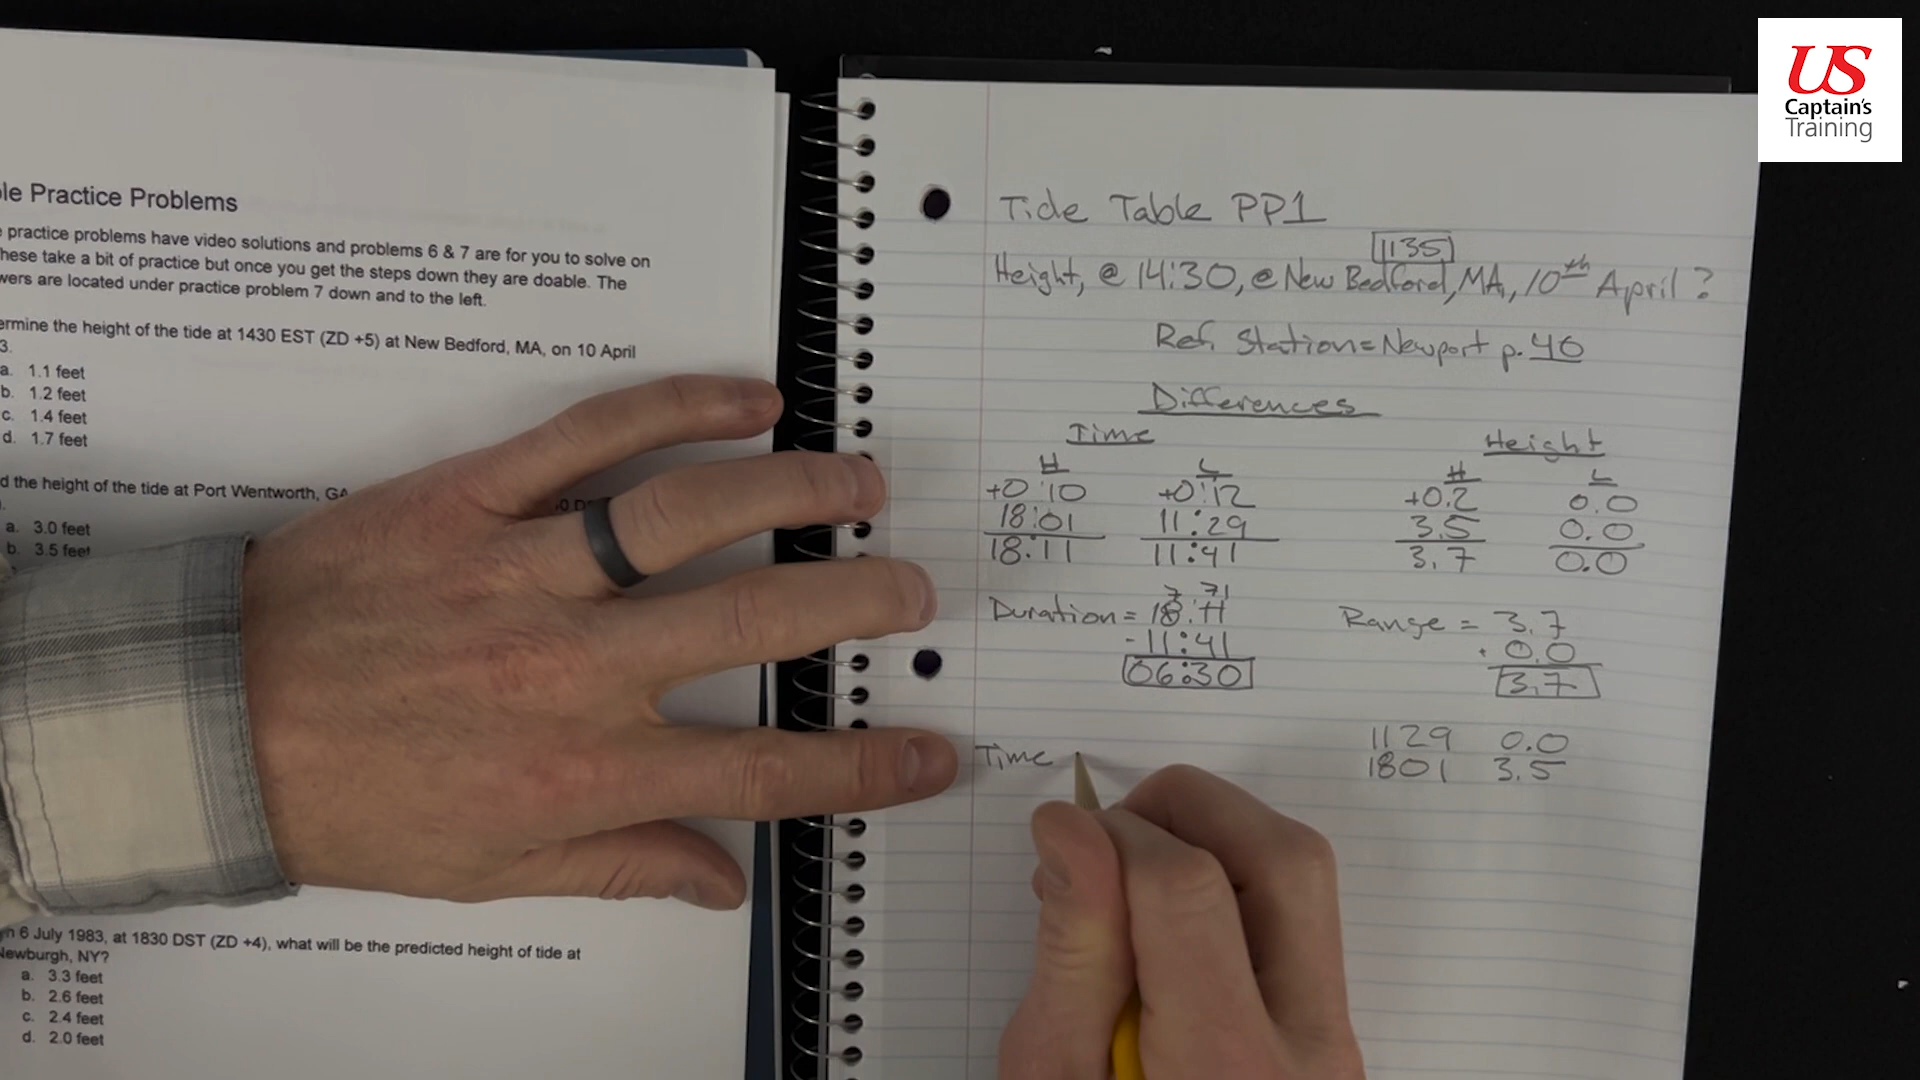 US
Captain's
Training
le Practice Problems
practice problems have video solutions and problems 6 & 7 are for you to solve on
hese take a bit of practice but once you get the steps down they are doable. The
wers are located under practice problem 7 down and to the left.
ermine the height of the tide at 1430 EST (ZD +5) at New Bedford, MA, on 10 April
3.
a. 1.1 feet
b. 1.2 feet
c. 1.4 feet
d. 1.7 feet
d the height of the tide at Port Wentworth, GA
a. 3.0 feet
b. 3.5 feet
n 6 July 1983, at 1830 DST (ZD +4), what will be the predicted height of tide at
Newburgh, NY?
a. 3.3 feet
b. 2.6 feet
c. 2.4 feet
d. 2.0 feet
Tide Table PP1
1135
Height, @ 14:30, @ New Bedford, MA, 10th April?
Ref. Station = Newport p. 40
Differences
Time Height
H L H L
+0:10 +0:12 +0.2 0.0
18:01 11:29 3.5 0.0
18:11 11:41 3.7 0.0
7 71
Duration = 18:11 Range = 3.7
- 11:41 + 0.0
06:30 3.7
1129 0.0
Time 1801 3.5